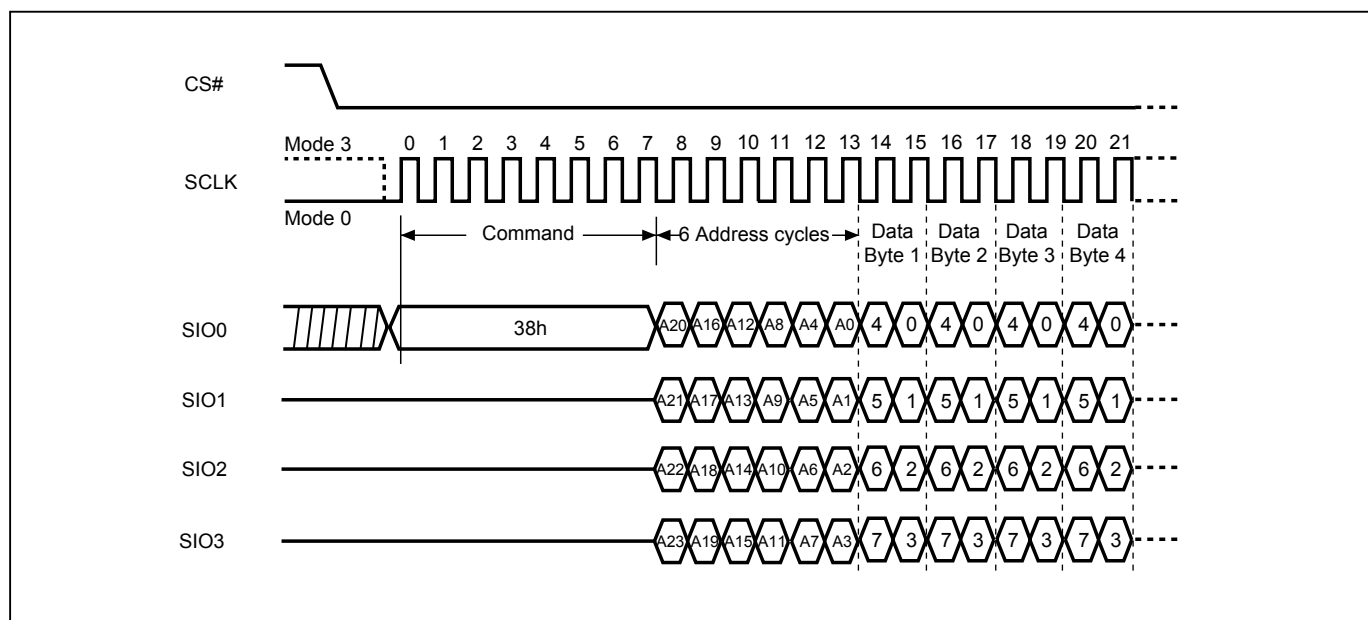 CS#
Mode 3
0 1 2 3 4 5 6 7 8 9 10 11 12 13 14 15 16 17 18 19 20 21
SCLK
Mode 0
Command
6 Address cycles
Data Byte 1
Data Byte 2
Data Byte 3
Data Byte 4
SIO0
38h
A20 A16 A12 A8 A4 A0 4 0 4 0 4 0 4 0
SIO1
A21 A17 A13 A9 A5 A1 5 1 5 1 5 1 5 1
SIO2
A22 A18 A14 A10 A6 A2 6 2 6 2 6 2 6 2
SIO3
A23 A19 A15 A11 A7 A3 7 3 7 3 7 3 7 3